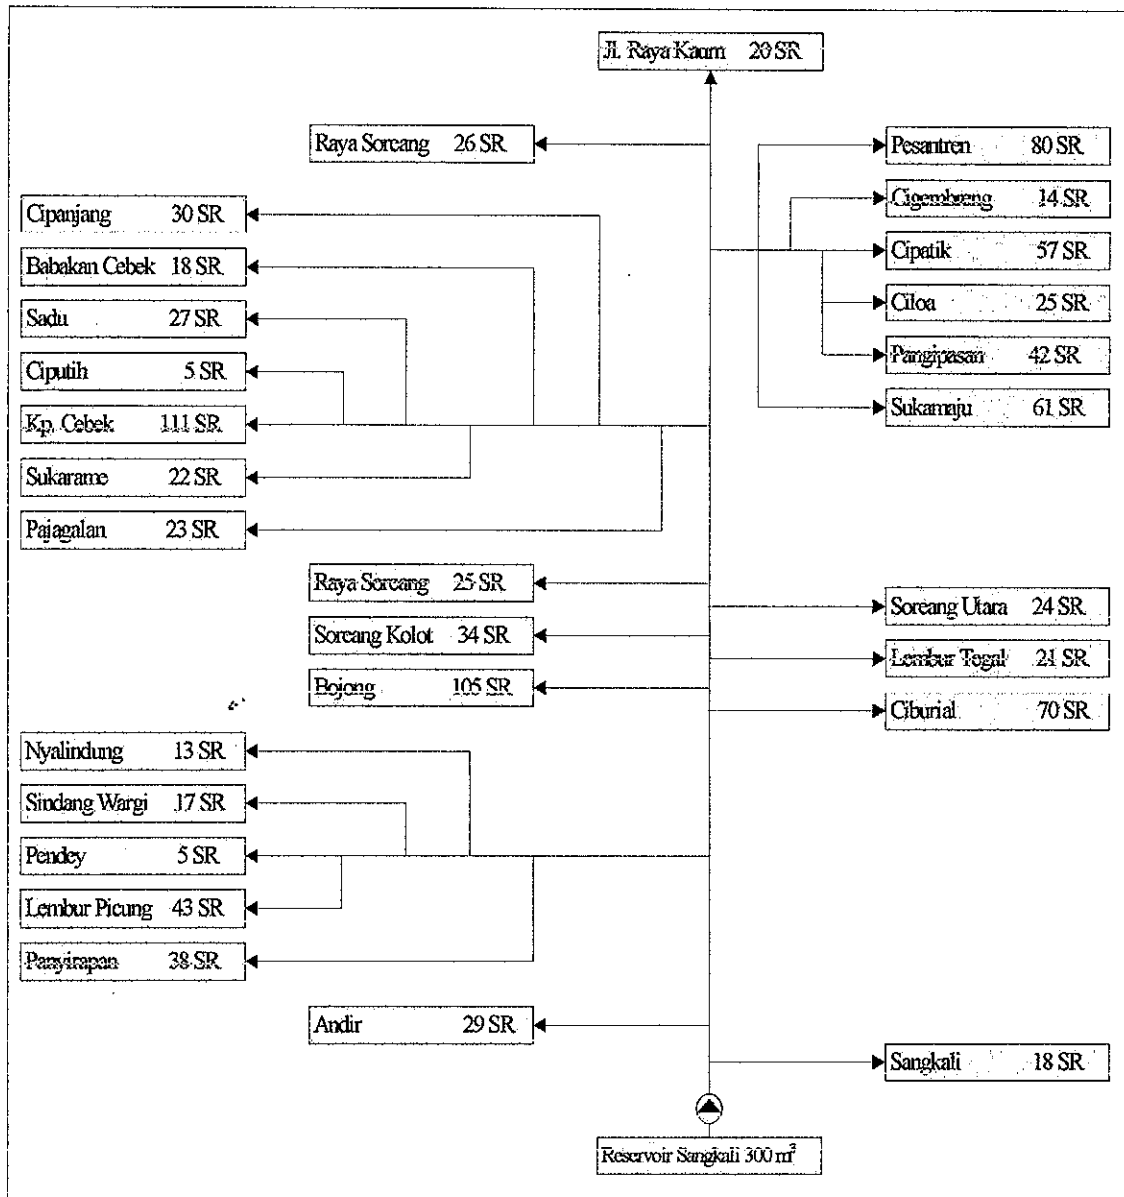 Jl. Raya Kaum 20 SR
Raya Soreang 26 SR
Pesantren 80 SR
Cigembreng 14 SR
Cipanjang 30 SR
Cipatik 57 SR
Babakan Cebek 18 SR
Ciloa 25 SR
Sadu 27 SR
Pangipasan 42 SR
Ciputih 5 SR
Sukamaju 61 SR
Kp. Cebek 111 SR
Sukarame 22 SR
Pajagalan 23 SR
Raya Soreang 25 SR
Soreang Utara 24 SR
Soreang Kolot 34 SR
Lembur Tegal 21 SR
Bojong 105 SR
Ciburial 70 SR
Nyalindung 13 SR
Sindang Wargi 17 SR
Pendey 5 SR
Lembur Picung 43 SR
Panyirapan 38 SR
Andir 29 SR
Sangkali 18 SR
Reservoir Sangkali 300 m²